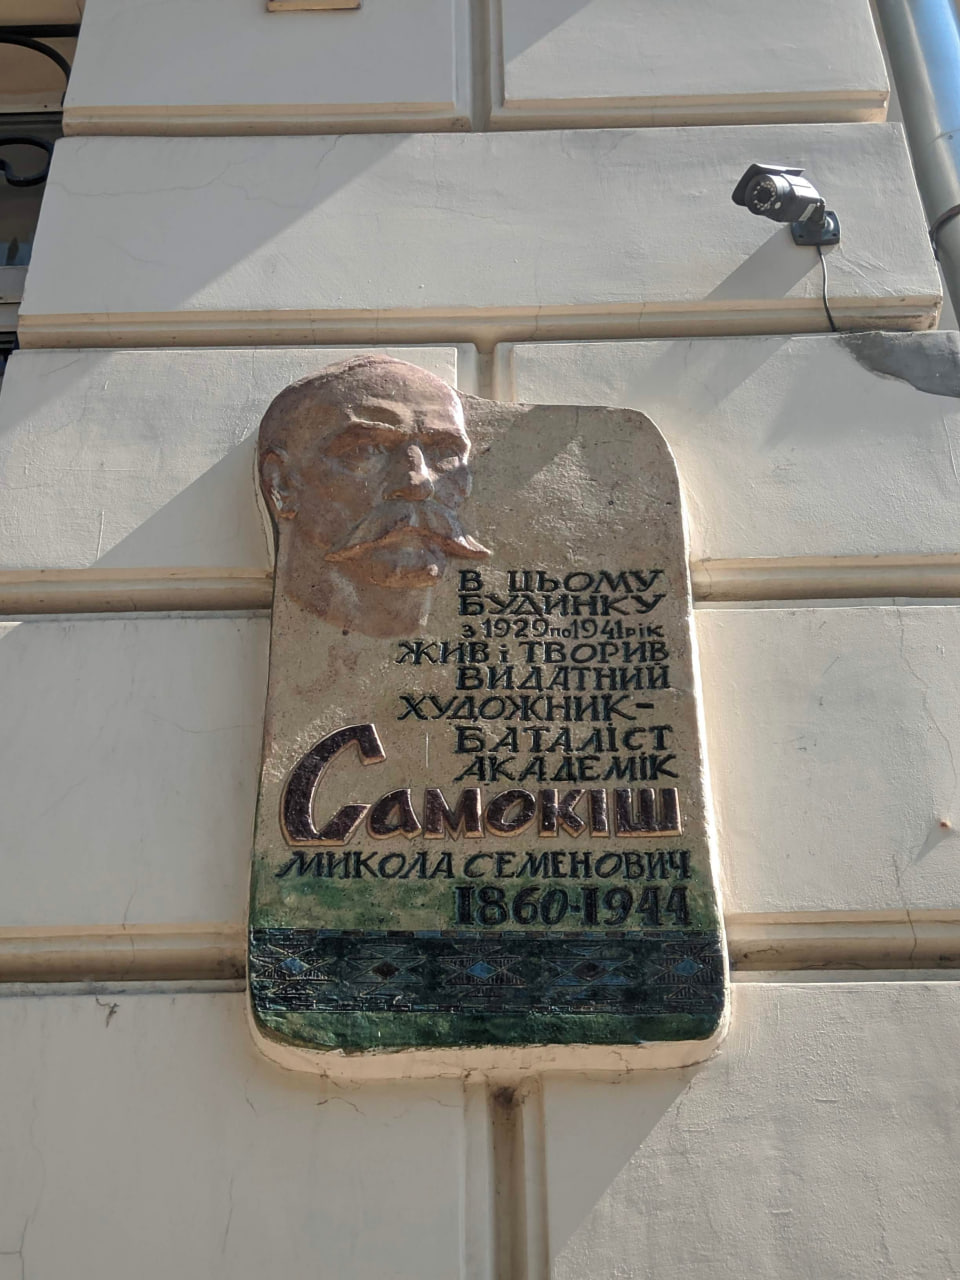 В ЦЬОМУ
БУДИНКУ
з 1929 по 1941 рік
ЖИВ і ТВОРИВ
ВИДАТНИЙ
ХУДОЖНИК-
БАТАЛІСТ
АКАДЕМІК
САМОКІШ
МИКОЛА СЕМЕНОВИЧ
1860-1944